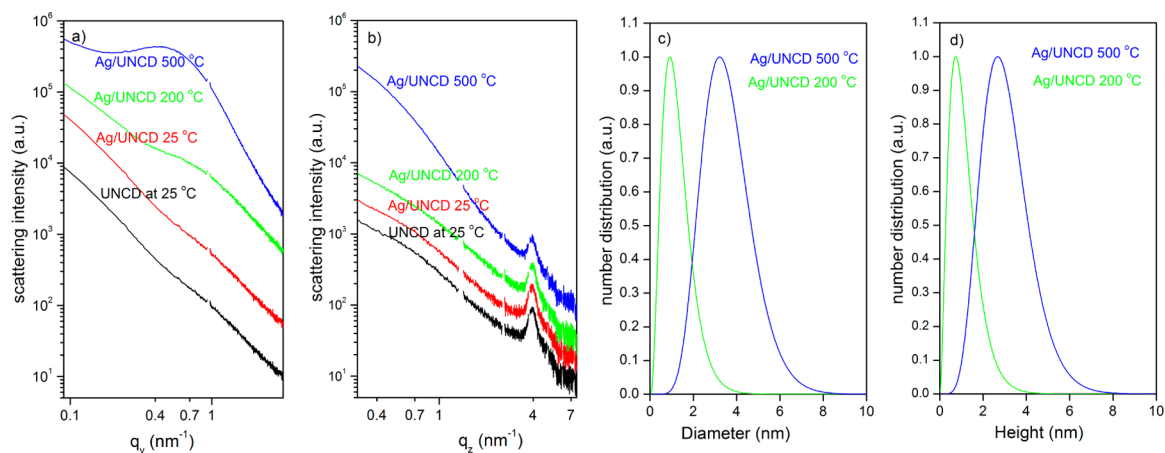 a)
Ag/UNCD 500 °C
Ag/UNCD 200 °C
Ag/UNCD 25 °C
UNCD at 25 °C
scattering intensity (a.u.)
10^6
10^5
10^4
10^3
10^2
10^1
0.1 0.4 0.7 1
q_y (nm^-1)
b)
Ag/UNCD 500 °C
Ag/UNCD 200 °C
Ag/UNCD 25 °C
UNCD at 25 °C
scattering intensity (a.u.)
10^6
10^5
10^4
10^3
10^2
10^1
0.4 0.7 1 4 7
q_z (nm^-1)
c)
Ag/UNCD 500 °C
Ag/UNCD 200 °C
number distribution (a.u.)
1.1
1.0
0.9
0.8
0.7
0.6
0.5
0.4
0.3
0.2
0.1
0.0
0 2 4 6 8 10
Diameter (nm)
d)
Ag/UNCD 500 °C
Ag/UNCD 200 °C
number distribution (a.u.)
1.1
1.0
0.9
0.8
0.7
0.6
0.5
0.4
0.3
0.2
0.1
0.0
0 2 4 6 8 10
Height (nm)